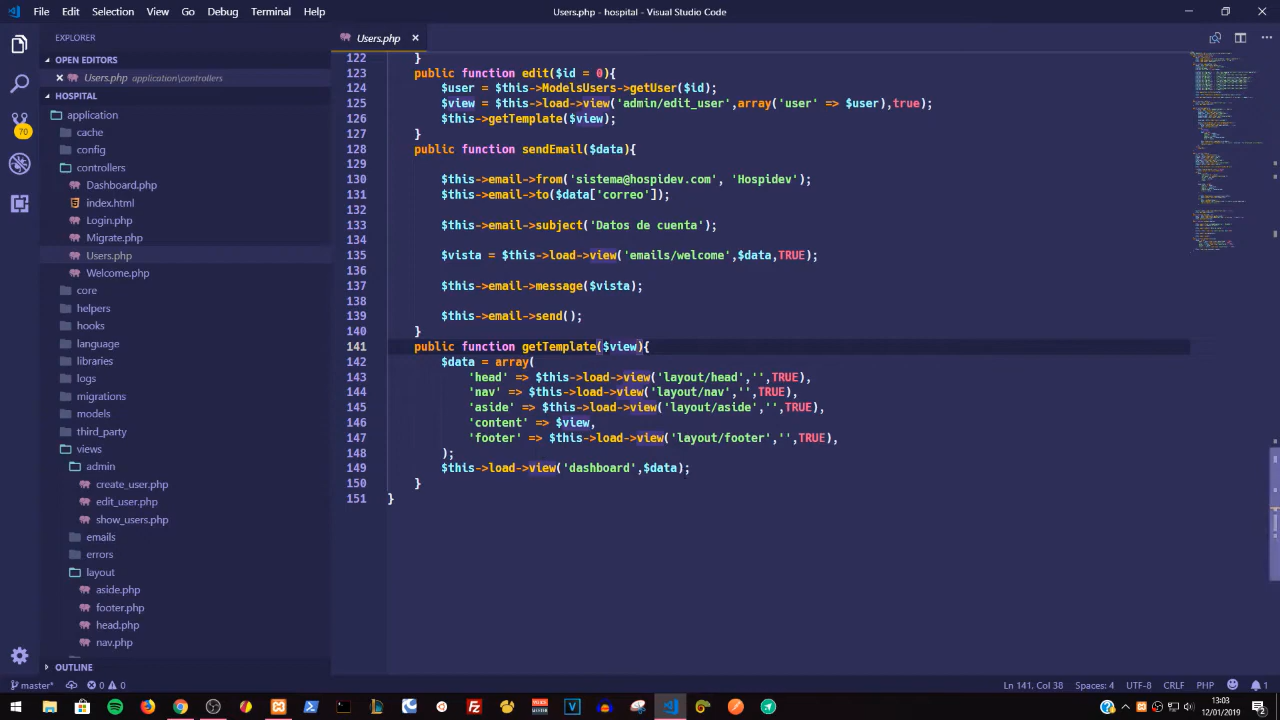 File Edit Selection View Go Debug Terminal Help
Users.php - hospital - Visual Studio Code
EXPLORER
Users.php
OPEN EDITORS
Users.php application\controllers
HOSPITAL
application
cache
config
controllers
Dashboard.php
index.html
Login.php
Migrate.php
Users.php
Welcome.php
core
helpers
hooks
language
libraries
logs
migrations
models
third_party
views
admin
create_user.php
edit_user.php
show_users.php
emails
errors
layout
aside.php
footer.php
head.php
nav.php
OUTLINE
70
122 }
123 public function edit($id = 0){
124 $user = $this->ModelsUsers->getUser($id);
125 $view = $this->load->view('admin/edit_user',array('user' => $user),true);
126 $this->getTemplate($view);
127 }
128 public function sendEmail($data){
129
130 $this->email->from('sistema@hospidev.com', 'Hospidev');
131 $this->email->to($data['correo']);
132
133 $this->email->subject('Datos de cuenta');
134
135 $vista = $this->load->view('emails/welcome',$data,TRUE);
136
137 $this->email->message($vista);
138
139 $this->email->send();
140 }
141 public function getTemplate($view){
142 $data = array(
143 'head' => $this->load->view('layout/head','',TRUE),
144 'nav' => $this->load->view('layout/nav','',TRUE),
145 'aside' => $this->load->view('layout/aside','',TRUE),
146 'content' => $view,
147 'footer' => $this->load->view('layout/footer','',TRUE),
148 );
149 $this->load->view('dashboard',$data);
150 }
151 }
master* 0 0
Ln 141, Col 38 Spaces: 4 UTF-8 CRLF PHP 1
13:03
12/01/2019